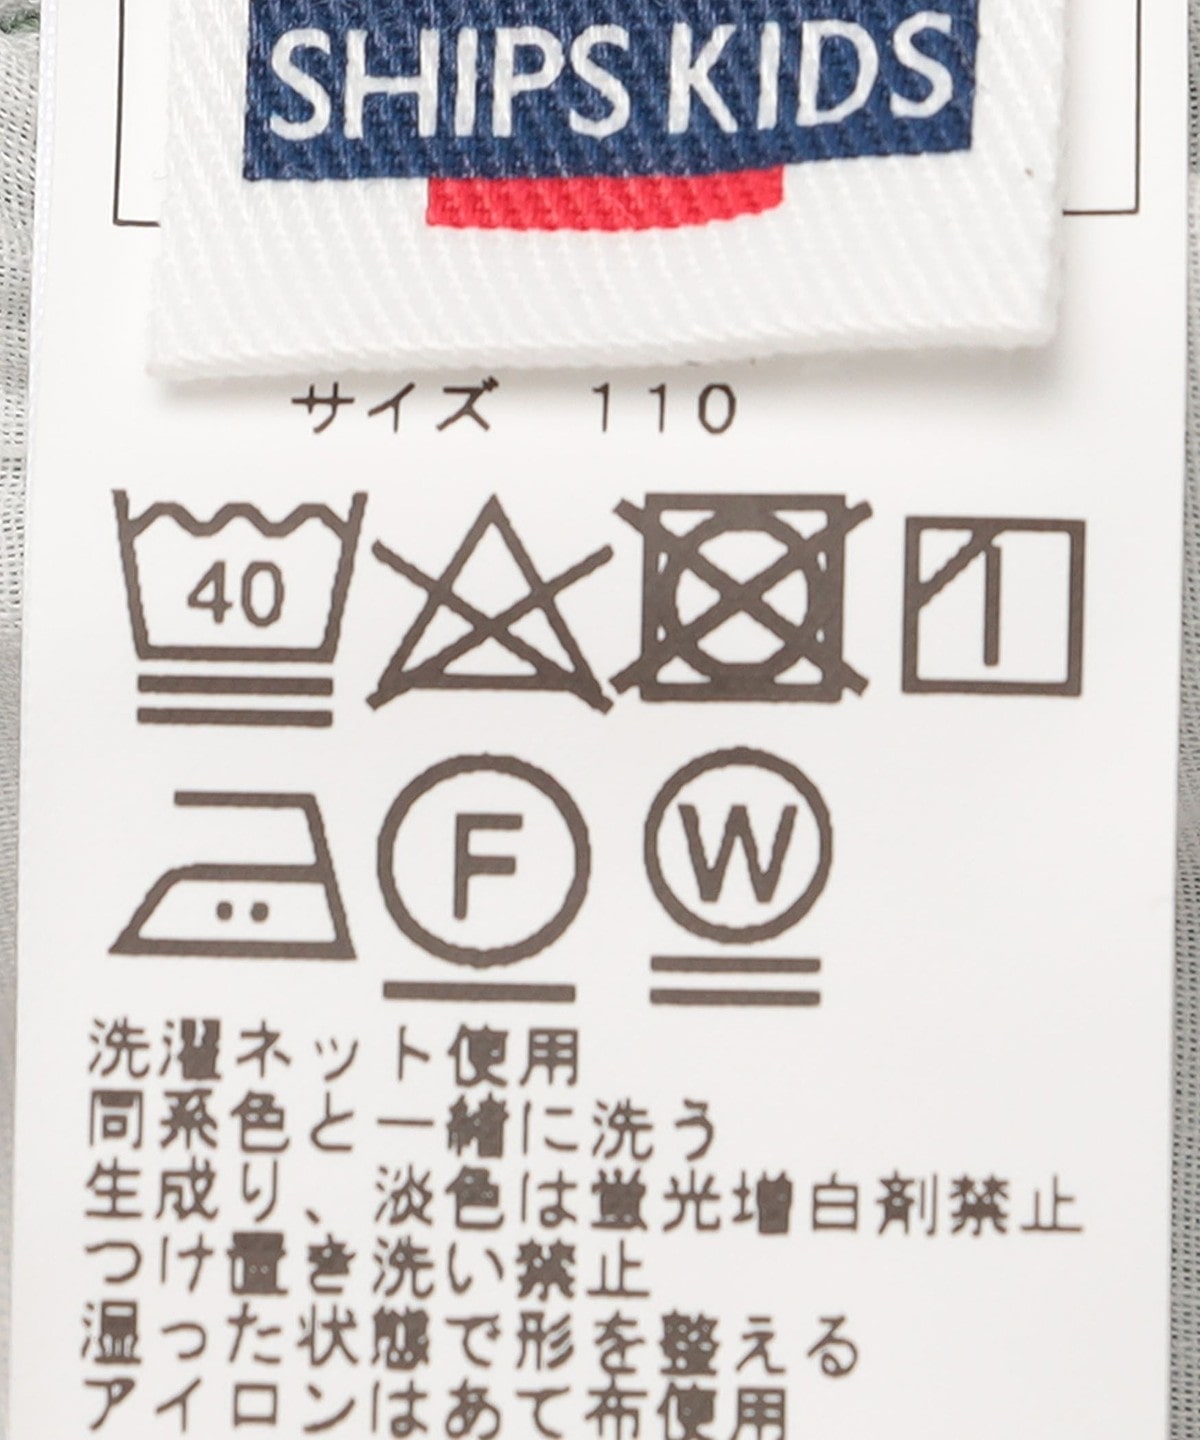 SHIPS KIDS
サイズ 110
40
F W
洗濯ネット使用
同系色と一緒に洗う
生成り、淡色は蛍光増白剤禁止
つけ置き洗い禁止
湿った状態で形を整える
アイロンはあて布使用